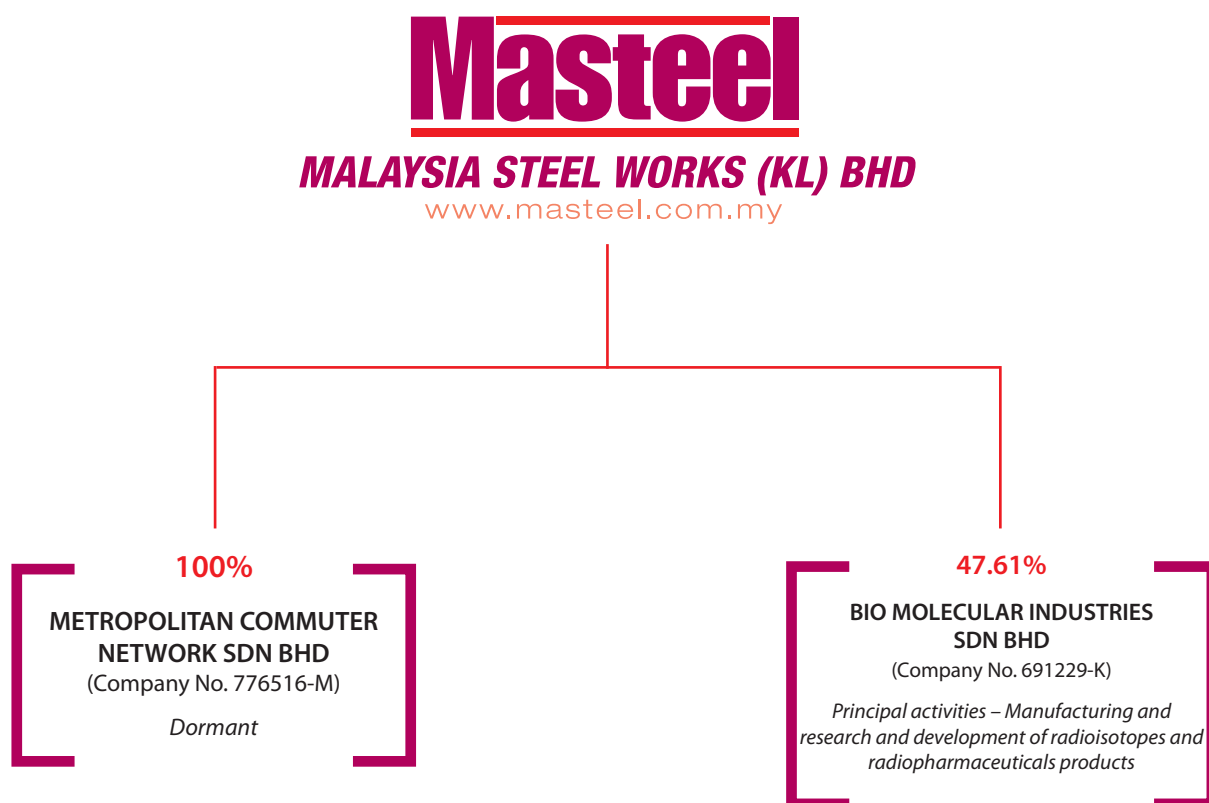 Masteel
MALAYSIA STEEL WORKS (KL) BHD
www.masteel.com.my
100%
METROPOLITAN COMMUTER
NETWORK SDN BHD
(Company No. 776516-M)
Dormant
47.61%
BIO MOLECULAR INDUSTRIES
SDN BHD
(Company No. 691229-K)
Principal activities – Manufacturing and
research and development of radioisotopes and
radiopharmaceuticals products